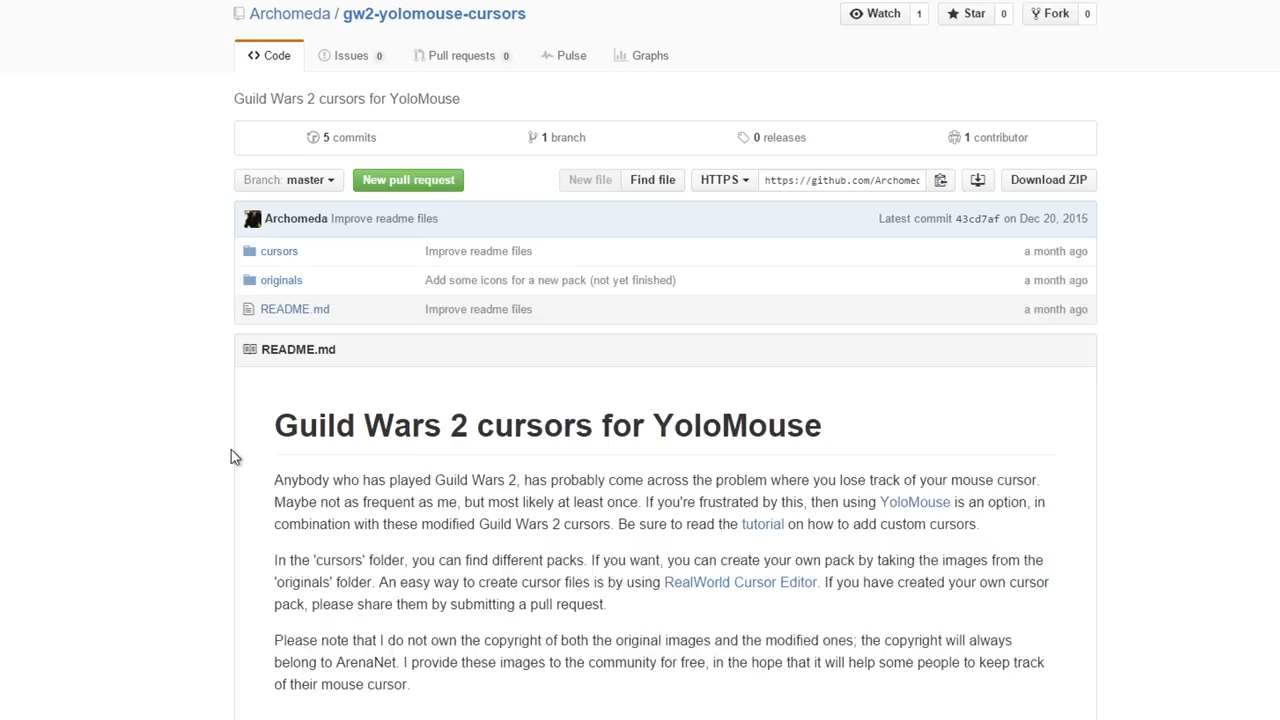 Archomeda / gw2-yolomouse-cursors
Watch 1 Star 0 Fork 0
Code Issues 0 Pull requests 0 Pulse Graphs
Guild Wars 2 cursors for YoloMouse
5 commits 1 branch 0 releases 1 contributor
Branch: master New pull request New file Find file HTTPS https://github.com/Archomed Download ZIP
Archomeda Improve readme files Latest commit 43cd7af on Dec 20, 2015
cursors Improve readme files a month ago
originals Add some icons for a new pack (not yet finished) a month ago
README.md Improve readme files a month ago
README.md
Guild Wars 2 cursors for YoloMouse
Anybody who has played Guild Wars 2, has probably come across the problem where you lose track of your mouse cursor.
Maybe not as frequent as me, but most likely at least once. If you're frustrated by this, then using YoloMouse is an option, in
combination with these modified Guild Wars 2 cursors. Be sure to read the tutorial on how to add custom cursors.
In the 'cursors' folder, you can find different packs. If you want, you can create your own pack by taking the images from the
'originals' folder. An easy way to create cursor files is by using RealWorld Cursor Editor. If you have created your own cursor
pack, please share them by submitting a pull request.
Please note that I do not own the copyright of both the original images and the modified ones; the copyright will always
belong to ArenaNet. I provide these images to the community for free, in the hope that it will help some people to keep track
of their mouse cursor.